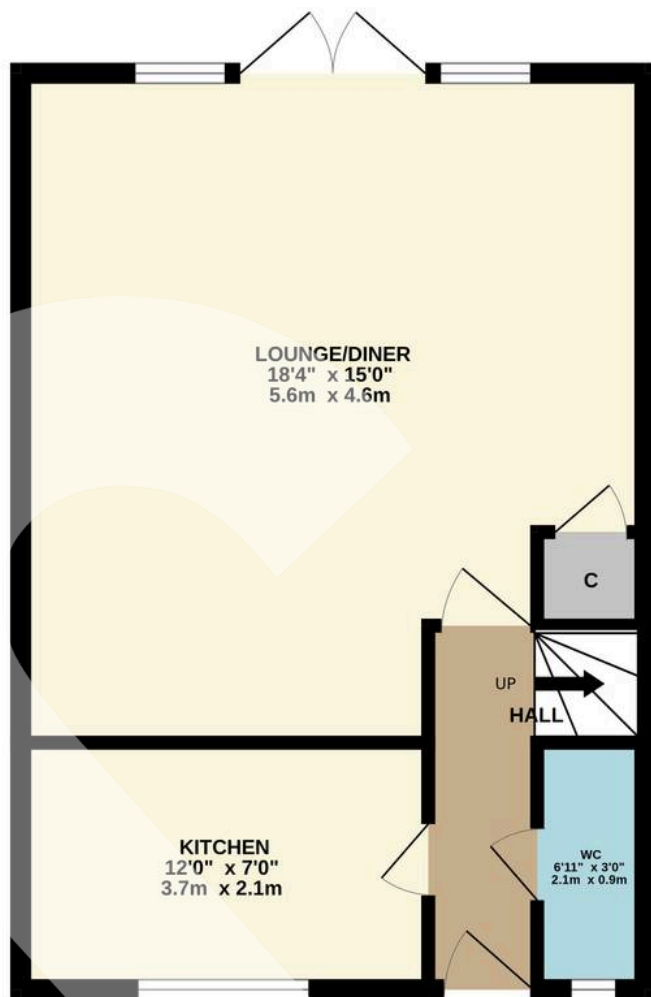 LOUNGE/DINER
18'4" x 15'0"
5.6m x 4.6m
C
UP
HALL
KITCHEN
12'0" x 7'0"
3.7m x 2.1m
WC
6'11" x 3'0"
2.1m x 0.9m